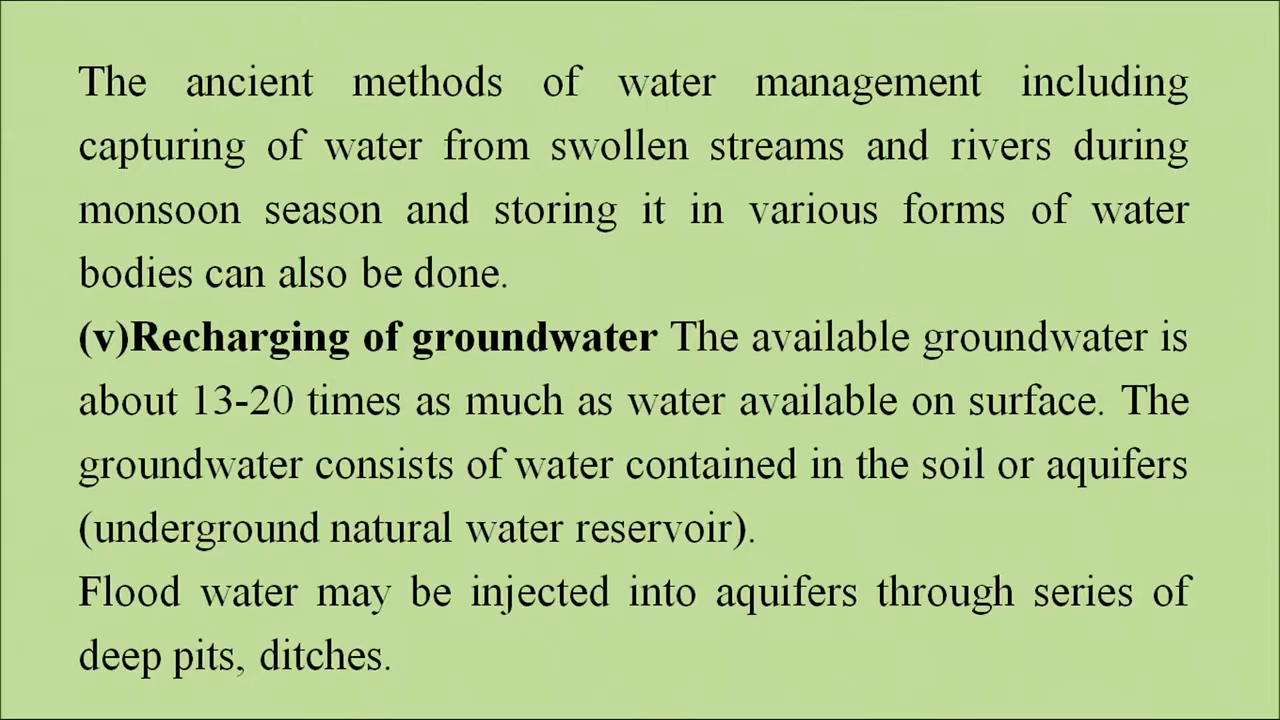 The ancient methods of water management including
capturing of water from swollen streams and rivers during
monsoon season and storing it in various forms of water
bodies can also be done.
(v)Recharging of groundwater The available groundwater is
about 13-20 times as much as water available on surface. The
groundwater consists of water contained in the soil or aquifers
(underground natural water reservoir).
Flood water may be injected into aquifers through series of
deep pits, ditches.